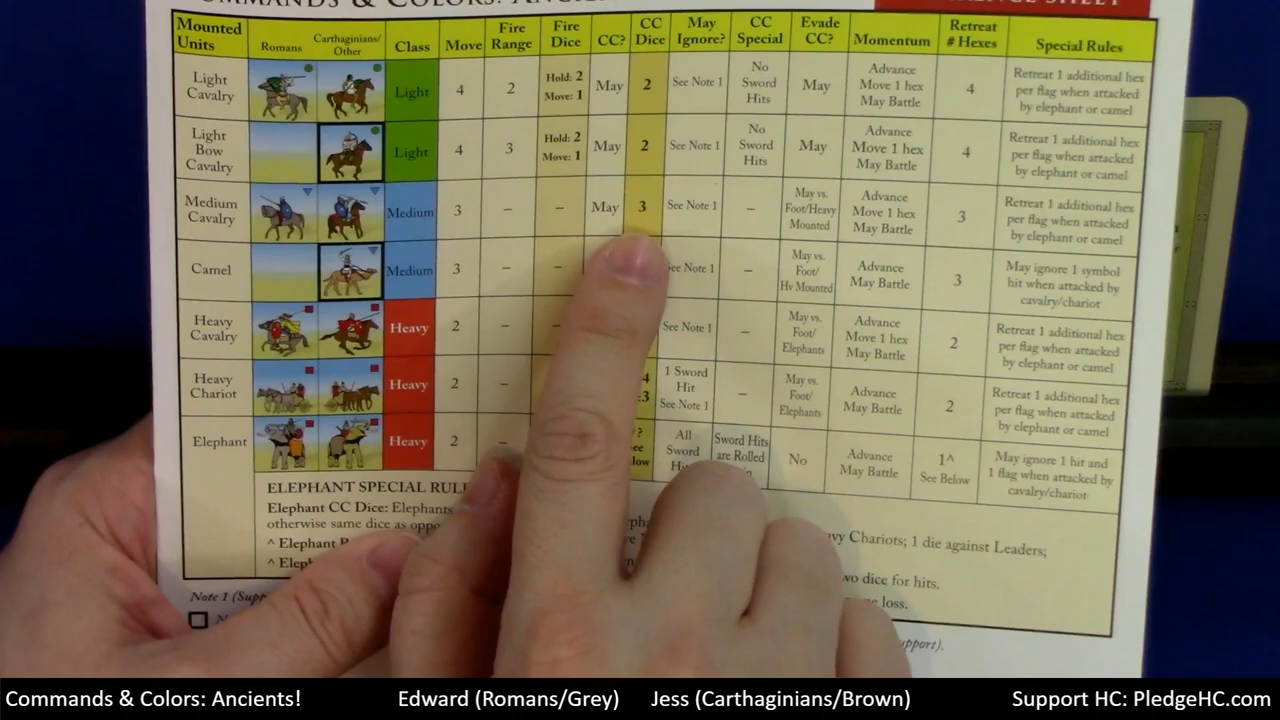 COMMANDS & COLORS: ANCIEN
ENCE SHEET
Mounted Units
Romans
Carthaginians/ Other
Class
Move
Fire Range
Fire Dice
CC?
CC Dice
May Ignore?
CC Special
Evade CC?
Momentum
Retreat # Hexes
Special Rules
Light Cavalry
Light
4
2
Hold: 2
Move: 1
May
2
See Note 1
No Sword Hits
May
Advance
Move 1 hex
May Battle
4
Retreat 1 additional hex
per flag when attacked
by elephant or camel
Light Bow Cavalry
Light
4
3
Hold: 2
Move: 1
May
2
See Note 1
No Sword Hits
May
Advance
Move 1 hex
May Battle
4
Retreat 1 additional hex
per flag when attacked
by elephant or camel
Medium Cavalry
Medium
3
–
–
May
3
See Note 1
–
May vs.
Foot/Heavy
Mounted
Advance
Move 1 hex
May Battle
3
Retreat 1 additional hex
per flag when attacked
by elephant or camel
Camel
Medium
3
–
–
See Note 1
–
May vs.
Foot/
Hv Mounted
Advance
May Battle
3
May ignore 1 symbol
hit when attacked by
cavalry/chariot
Heavy Cavalry
Heavy
2
–
–
See Note 1
–
May vs.
Foot/
Elephants
Advance
Move 1 hex
May Battle
2
Retreat 1 additional hex
per flag when attacked
by elephant or camel
Heavy Chariot
Heavy
2
–
4
3
1 Sword
Hit
See Note 1
–
May vs.
Foot/
Elephants
Advance
May Battle
2
Retreat 1 additional hex
per flag when attacked
by elephant or camel
Elephant
Heavy
2
–
?
All
Sword
Sword Hits
are Rolled
No
Advance
May Battle
1^
See Below
May ignore 1 hit and
1 flag when attacked by
cavalry/chariot
ELEPHANT SPECIAL RUL
Elephant CC Dice: Elephants
otherwise same dice as oppo
vy Chariots; 1 die against Leaders;
^ Elephant
wo dice for hits.
^ Elep
loss.
Note 1 (Supp
pport).
Commands & Colors: Ancients!
Edward (Romans/Grey)
Jess (Carthaginians/Brown)
Support HC: PledgeHC.com